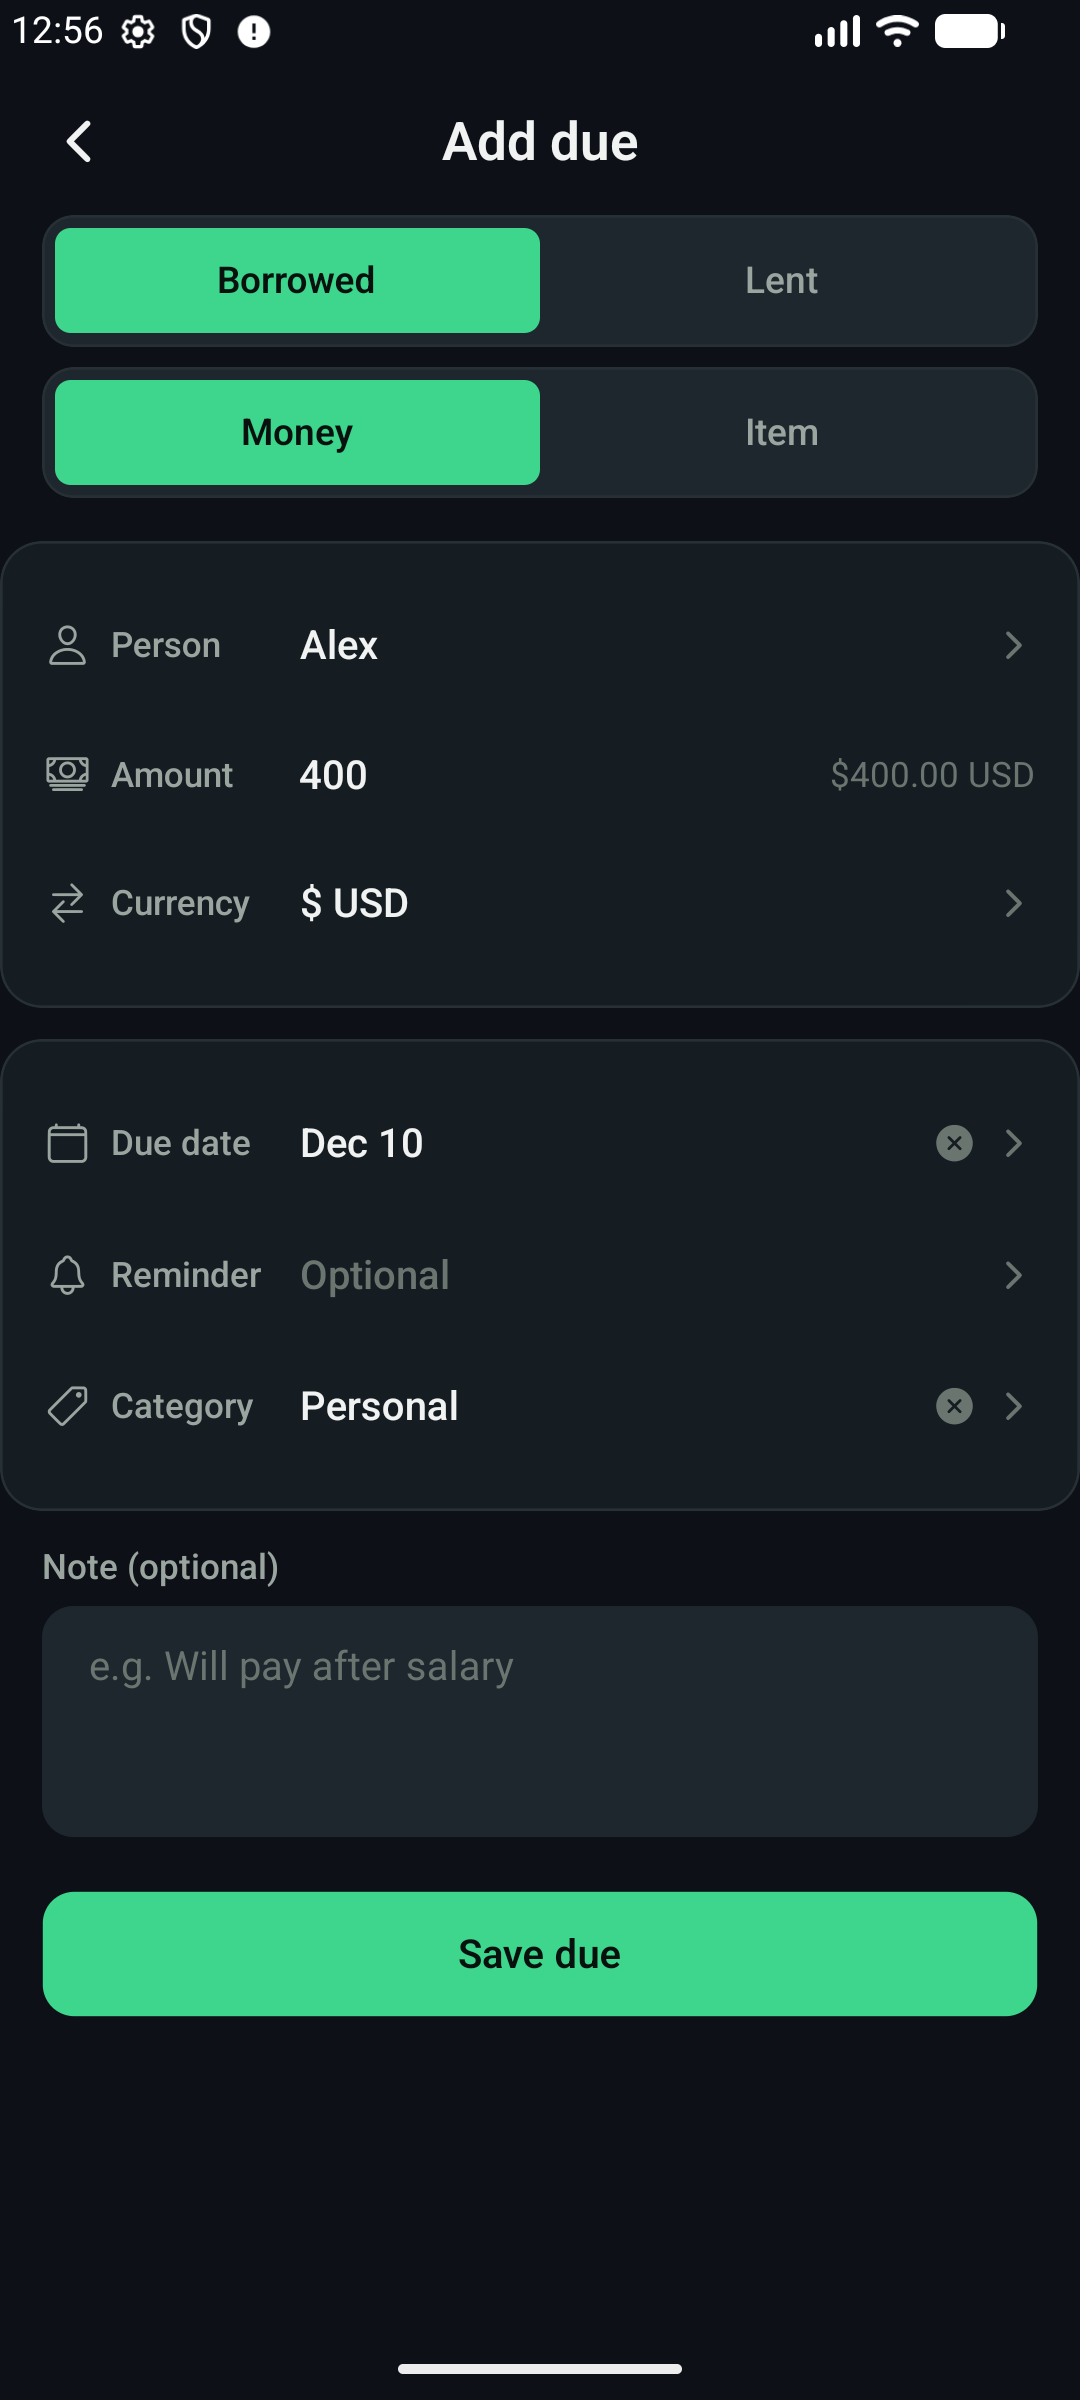 12:56
Add due
Borrowed Lent
Money Item
Person Alex
Amount 400 $400.00 USD
Currency $ USD
Due date Dec 10
Reminder Optional
Category Personal
Note (optional)
e.g. Will pay after salary
Save due